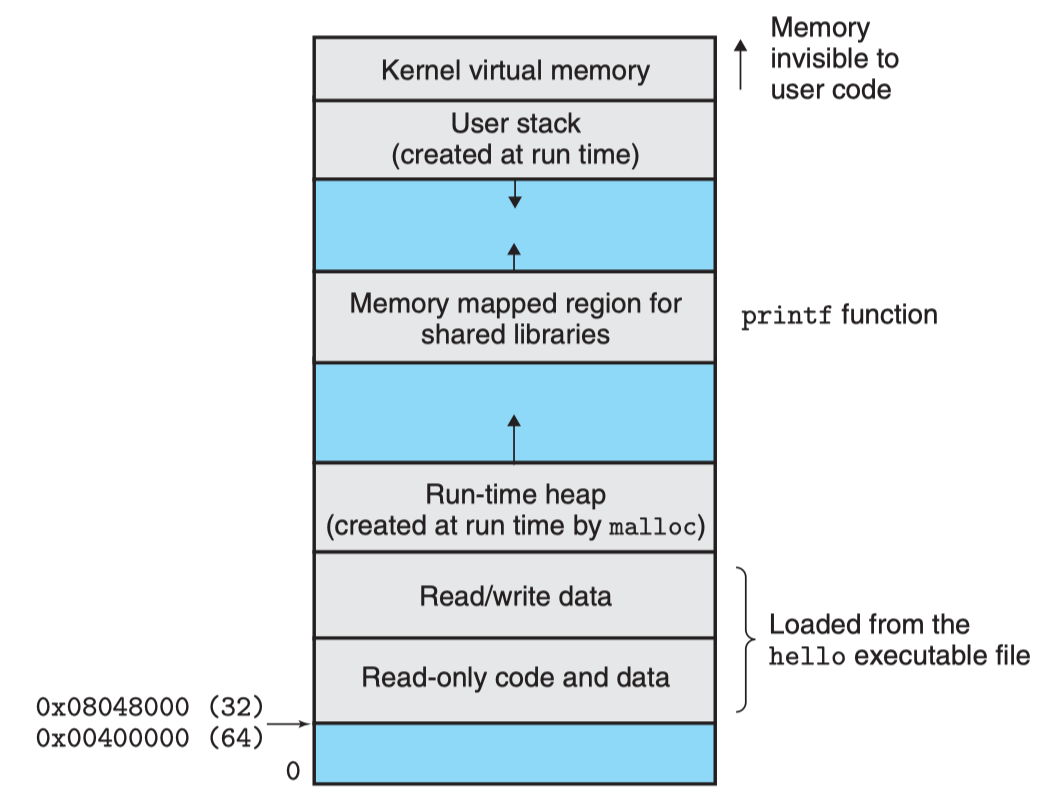 Memory
invisible to
user code
Kernel virtual memory
User stack
(created at run time)
Memory mapped region for
shared libraries
printf function
Run-time heap
(created at run time by malloc)
Read/write data
Loaded from the
hello executable file
Read-only code and data
0x08048000 (32)
0x00400000 (64)
0